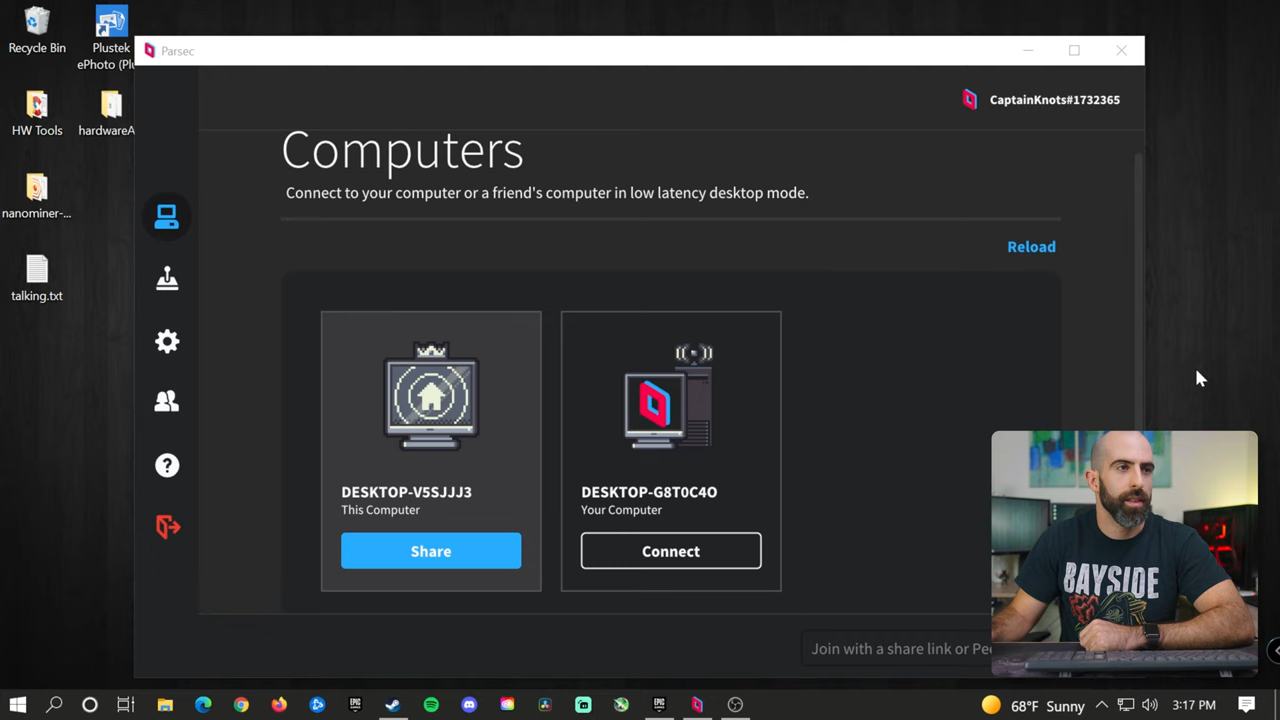 Recycle Bin
Plustek
ePhoto (Plu
HW Tools
hardwareA
nanominer-...
talking.txt
Parsec
CaptainKnots#1732365
Computers
Connect to your computer or a friend's computer in low latency desktop mode.
Reload
DESKTOP-V5SJJJ3
This Computer
Share
DESKTOP-G8T0C4O
Your Computer
Connect
Join with a share link or Pee
BAYSIDE
68°F Sunny
3:17 PM